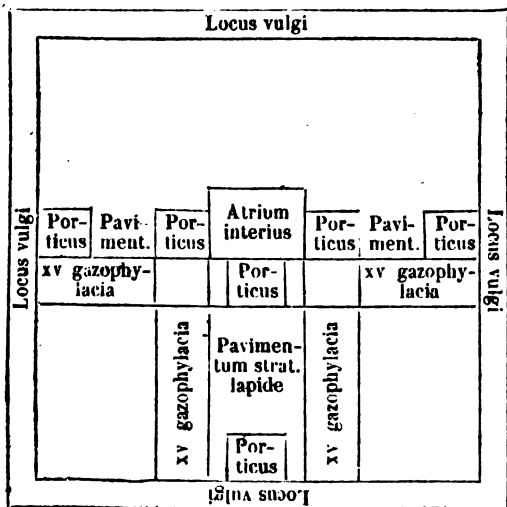 Locus vulgi
Locus vulgi
Por-
ticus
Pavi-
ment.
Por-
ticus
Atrium
interius
Por-
ticus
Pavi-
ment.
Por-
ticus
Locus vulgi
xv gazophy-
lacia
Por-
ticus
xv gazophy-
lacia
xv gazophylacia
Pavimen-
tum strat.
lapide
xv gazophylacia
Por-
ticus
Locus vulgi